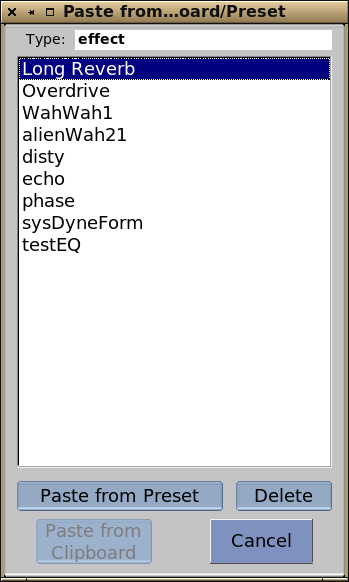 Paste from...oard/Preset
Type: effect
Long Reverb
Overdrive
WahWah1
alienWah21
disty
echo
phase
sysDyneForm
testEQ
Paste from Preset
Delete
Paste from
Clipboard
Cancel